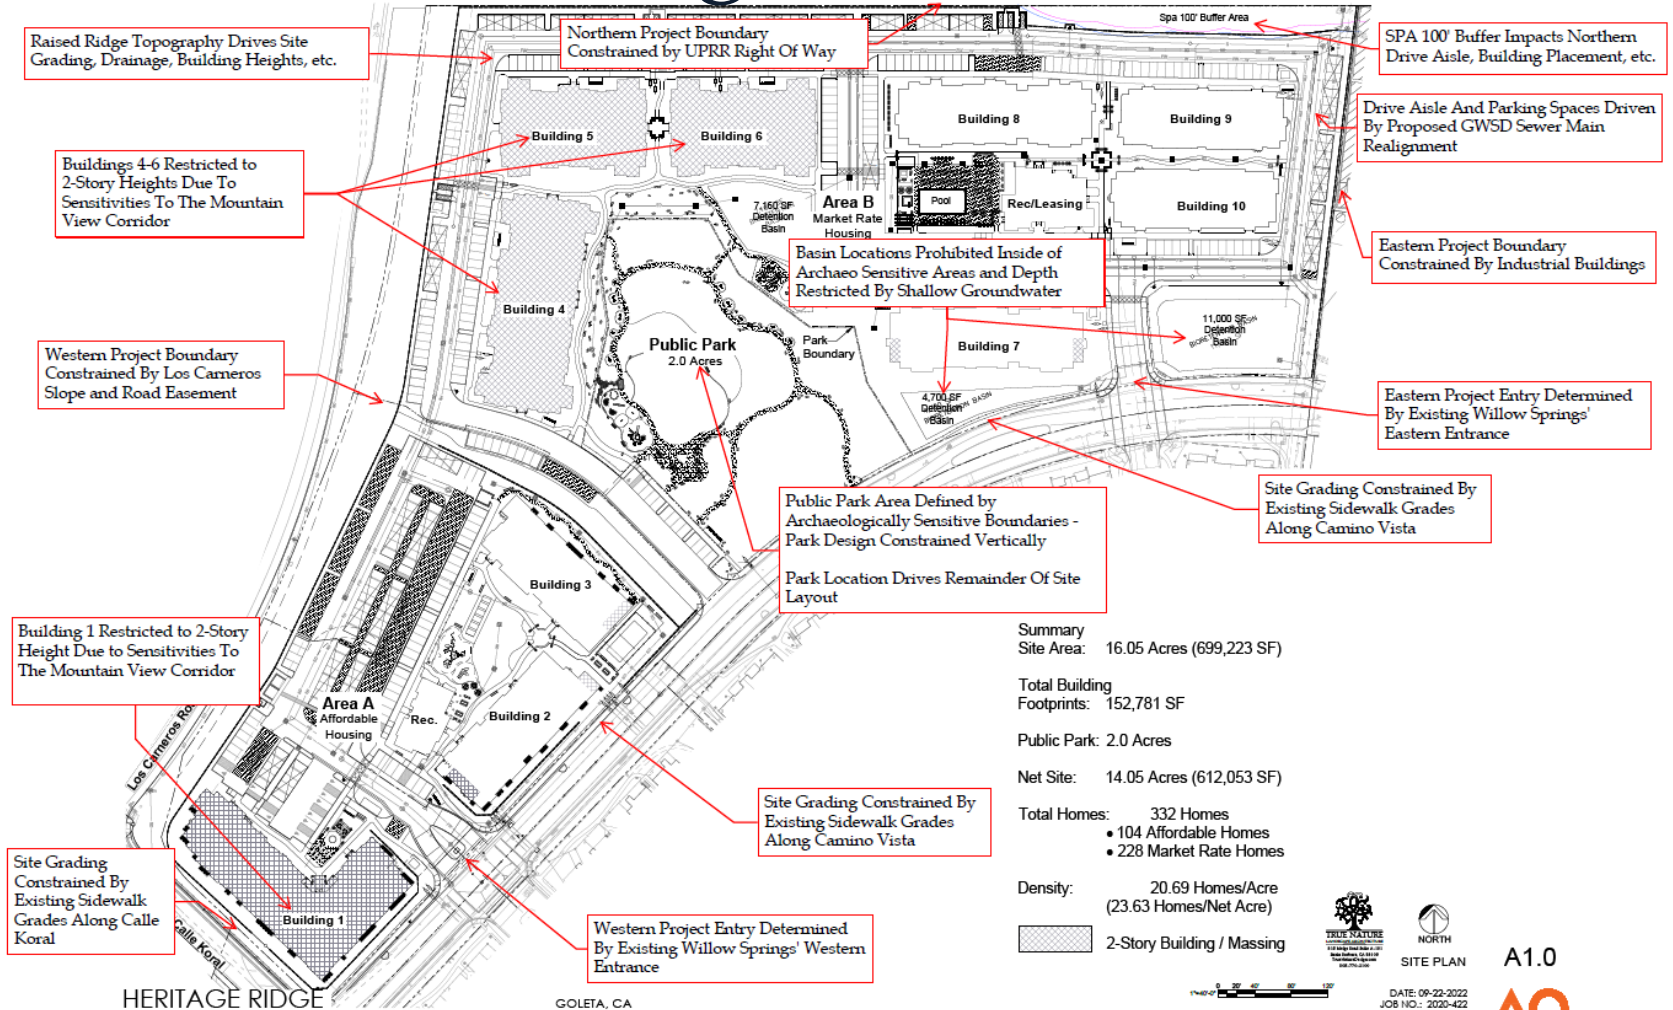 Raised Ridge Topography Drives Site
Grading, Drainage, Building Heights, etc.
Northern Project Boundary
Constrained by UPRR Right Of Way
Spa 100' Buffer Area
SPA 100' Buffer Impacts Northern
Drive Aisle, Building Placement, etc.
Drive Aisle And Parking Spaces Driven
By Proposed GWSD Sewer Main
Realignment
Buildings 4-6 Restricted to
2-Story Heights Due To
Sensitivities To The Mountain
View Corridor
Building 5
Building 6
Building 8
Building 9
Building 10
Pool
Rec/Leasing
Area B
Market Rate
Housing
7,160 SF
Detention
Basin
Eastern Project Boundary
Constrained By Industrial Buildings
Basin Locations Prohibited Inside of
Archaeo Sensitive Areas and Depth
Restricted By Shallow Groundwater
Building 4
Public Park
2.0 Acres
Park
Boundary
Building 7
11,000 SF
Detention
Basin
4,700 SF
Detention
Basin
Western Project Boundary
Constrained By Los Carneros
Slope and Road Easement
Eastern Project Entry Determined
By Existing Willow Springs'
Eastern Entrance
Site Grading Constrained By
Existing Sidewalk Grades
Along Camino Vista
Public Park Area Defined by
Archaeologically Sensitive Boundaries -
Park Design Constrained Vertically
Park Location Drives Remainder Of Site
Layout
Building 3
Building 1 Restricted to 2-Story
Height Due to Sensitivities To
The Mountain View Corridor
Area A
Affordable
Housing
Rec.
Building 2
Los Carneros
Site Grading Constrained By
Existing Sidewalk Grades
Along Camino Vista
Site Grading
Constrained By
Existing Sidewalk
Grades Along Calle
Koral
Building 1
Calle Koral
Western Project Entry Determined
By Existing Willow Springs' Western
Entrance
Summary
Site Area: 16.05 Acres (699,223 SF)
Total Building
Footprints: 152,781 SF
Public Park: 2.0 Acres
Net Site: 14.05 Acres (612,053 SF)
Total Homes: 332 Homes
• 104 Affordable Homes
• 228 Market Rate Homes
Density: 20.69 Homes/Acre
(23.63 Homes/Net Acre)
2-Story Building / Massing
TRUE NATURE
NORTH
SITE PLAN
A1.0
1"=40'-0"
0 20' 40' 80' 120'
DATE: 09-22-2022
JOB NO.: 2020-422
HERITAGE RIDGE
GOLETA, CA
AO